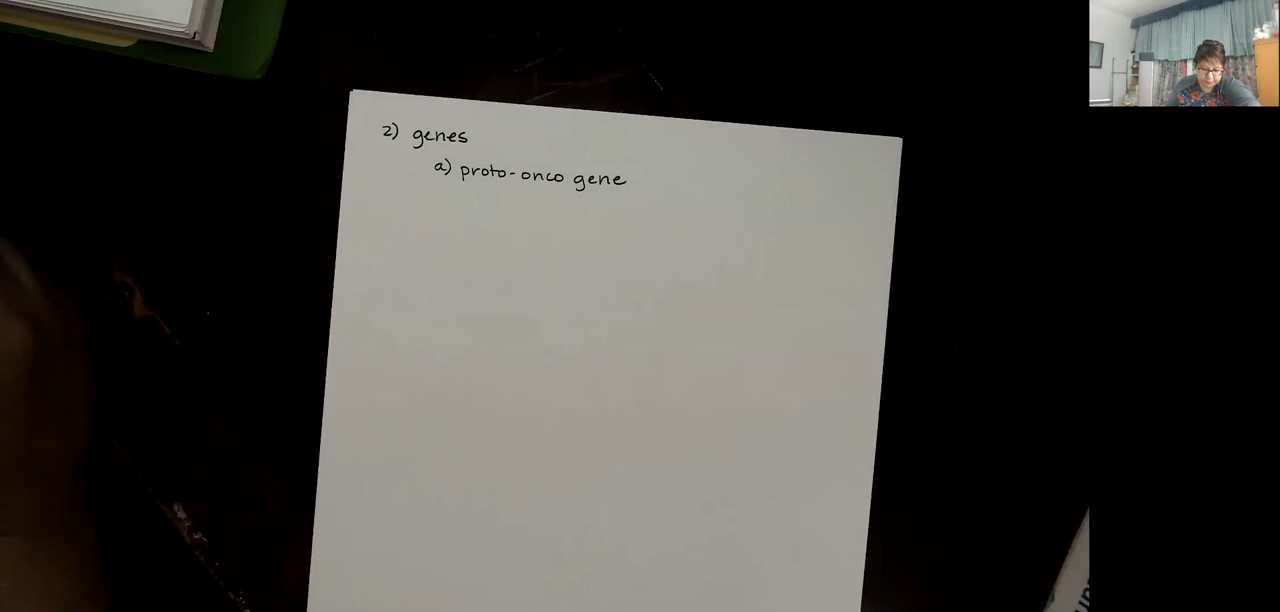 2) genes
a) proto-onco gene